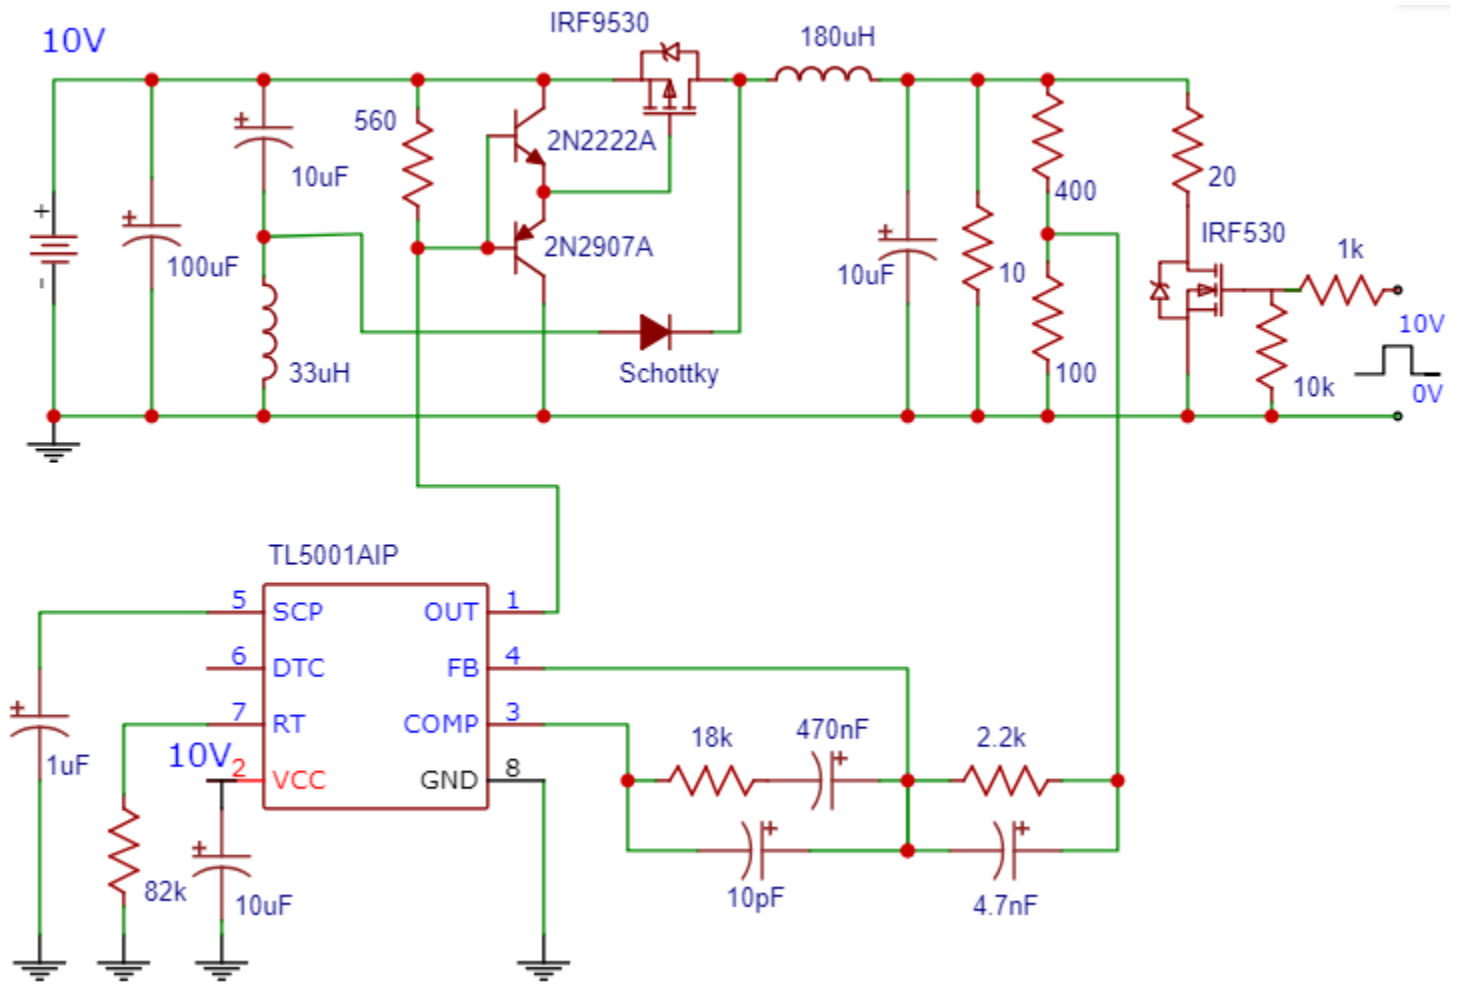 10V
IRF9530
180uH
560
2N2222A
10uF
400
20
+
+
+
+
2N2907A
IRF530
1k
100uF
10uF
10
-
10V
33uH
Schottky
100
10k
0V
TL5001AIP
5 SCP OUT 1
6 DTC FB 4
7 RT COMP 3
10V 2 VCC GND 8
+
1uF
18k
470nF
+
2.2k
82k
+
10uF
+
10pF
+
4.7nF